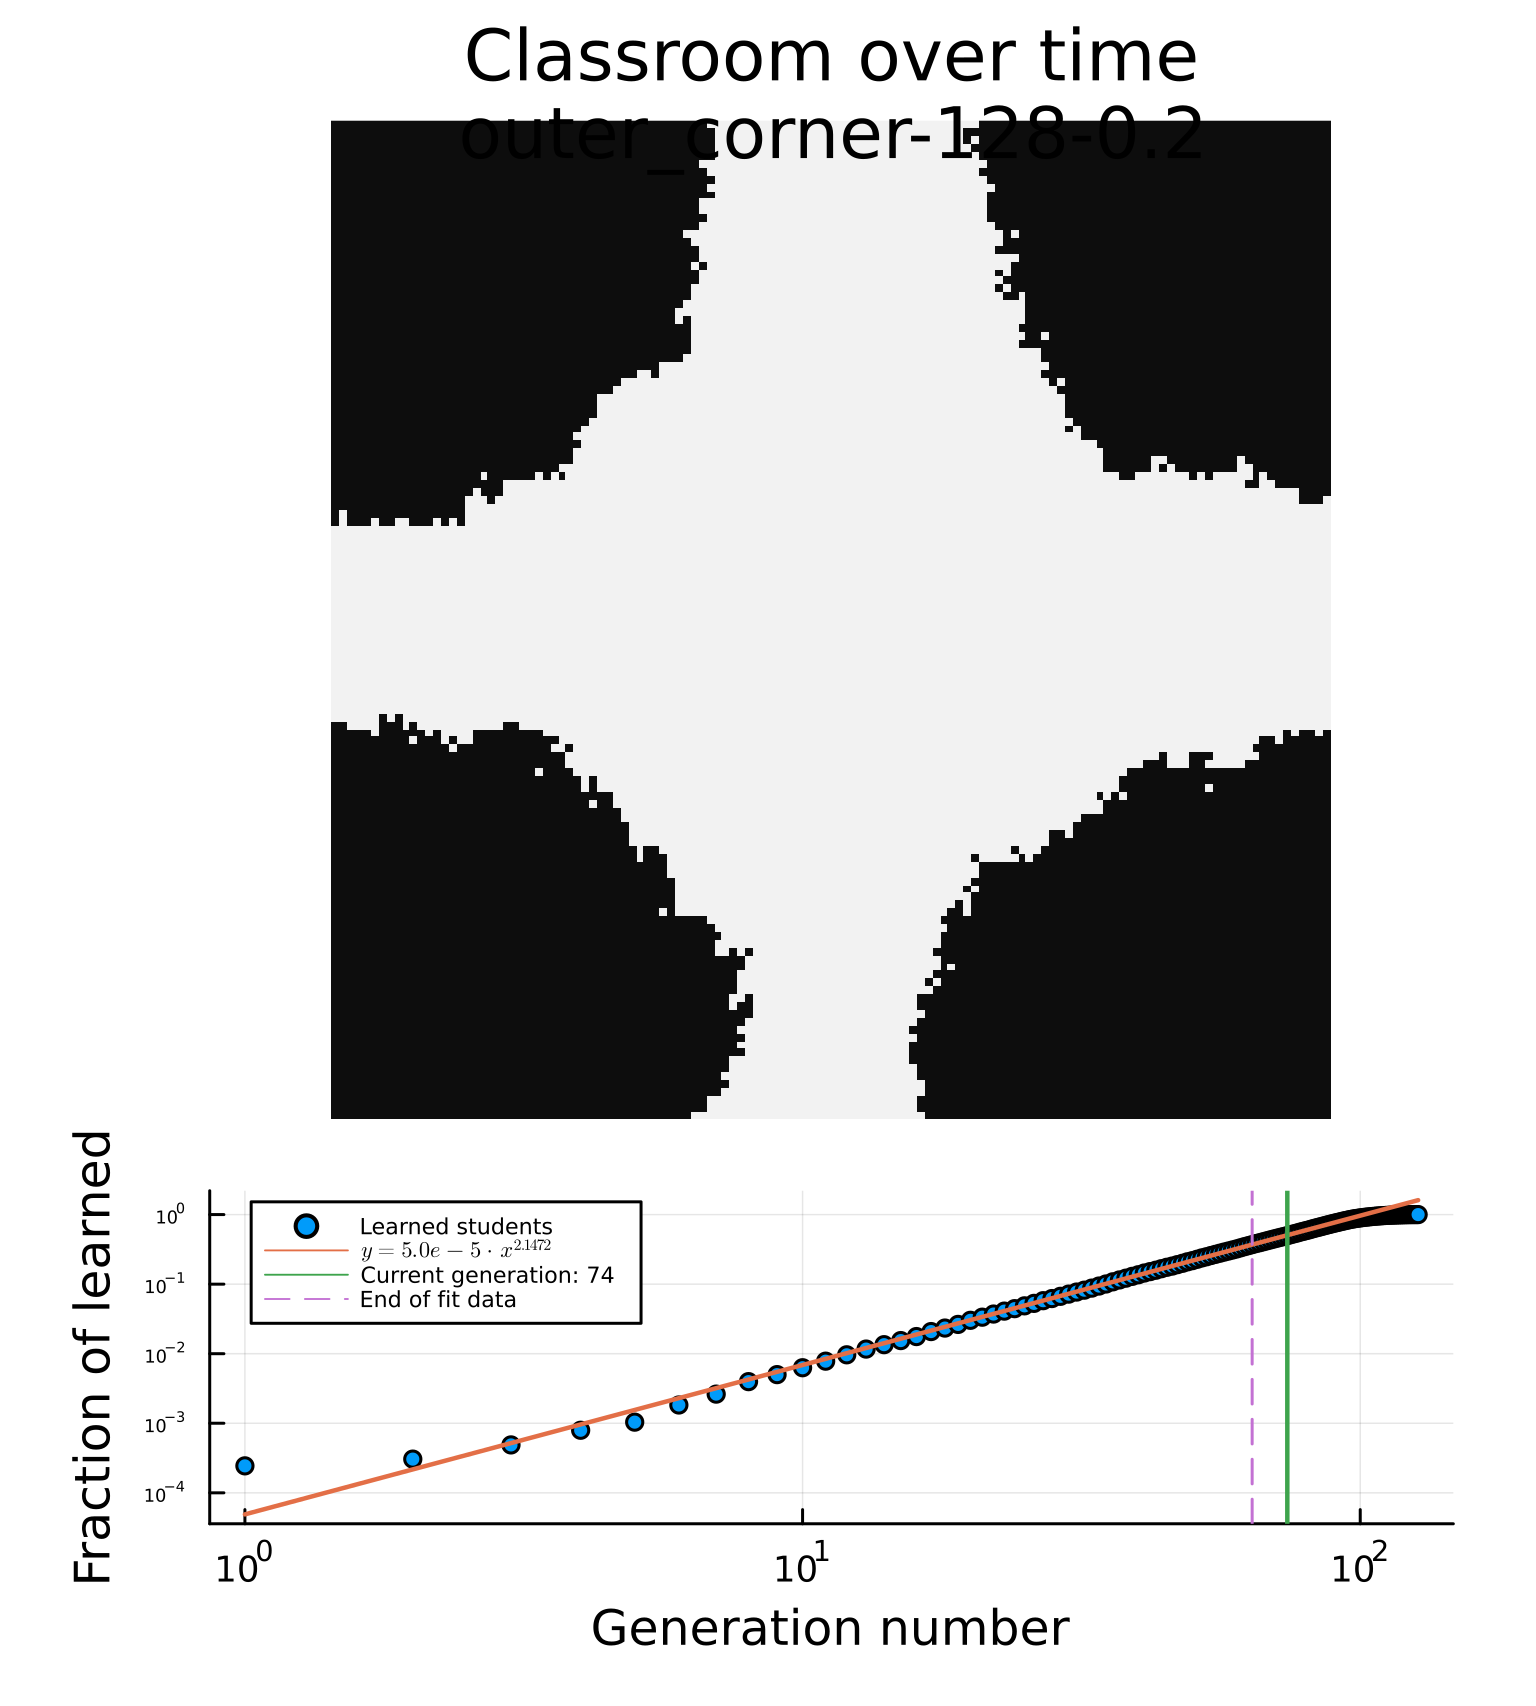 Classroom over time
outer_corner-128-0.2
Fraction of learned
10^0
10^-1
10^-2
10^-3
10^-4
Learned students
y = 5.0e − 5 · x^2.1472
Current generation: 74
End of fit data
10^0
10^1
10^2
Generation number